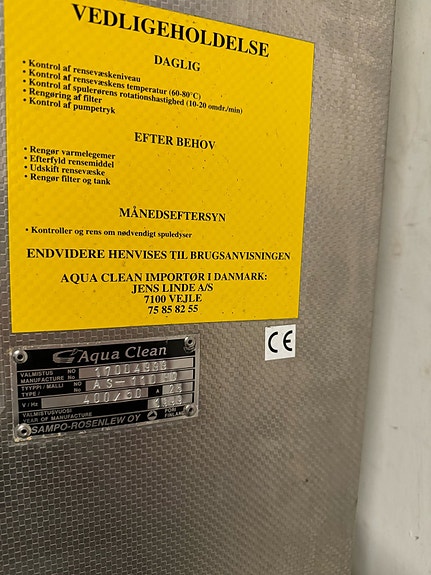 VEDLIGEHOLDELSE
DAGLIG
• Kontrol af rensevæskeniveau
• Kontrol af rensevæskens temperatur (60-80°C)
• Kontrol af spulerørens rotationshastighed (10-20 omdr./min)
• Rengøring af filter
• Kontrol af pumpetryk
EFTER BEHOV
• Rengør varmelegemer
• Efterfyld rensemiddel
• Udskift rensevæske
• Rengør filter og tank
MÅNEDSEFTERSYN
• Kontroller og rens om nødvendigt spuledyser
ENDVIDERE HENVISES TIL BRUGSANVISNINGEN
AQUA CLEAN IMPORTØR I DANMARK:
JENS LINDE A/S
7100 VEJLE
75 85 82 55
CE
Aqua Clean
VALMISTUS NO
MANUFACTURE NO
TYYPPI / MALLI
TYPE /
V / Hz 400/50 A 23
VALMISTUSVUOSI
YEAR OF MANUFACTURE
PORI
FINLAND
SAMPO-ROSENLEW OY